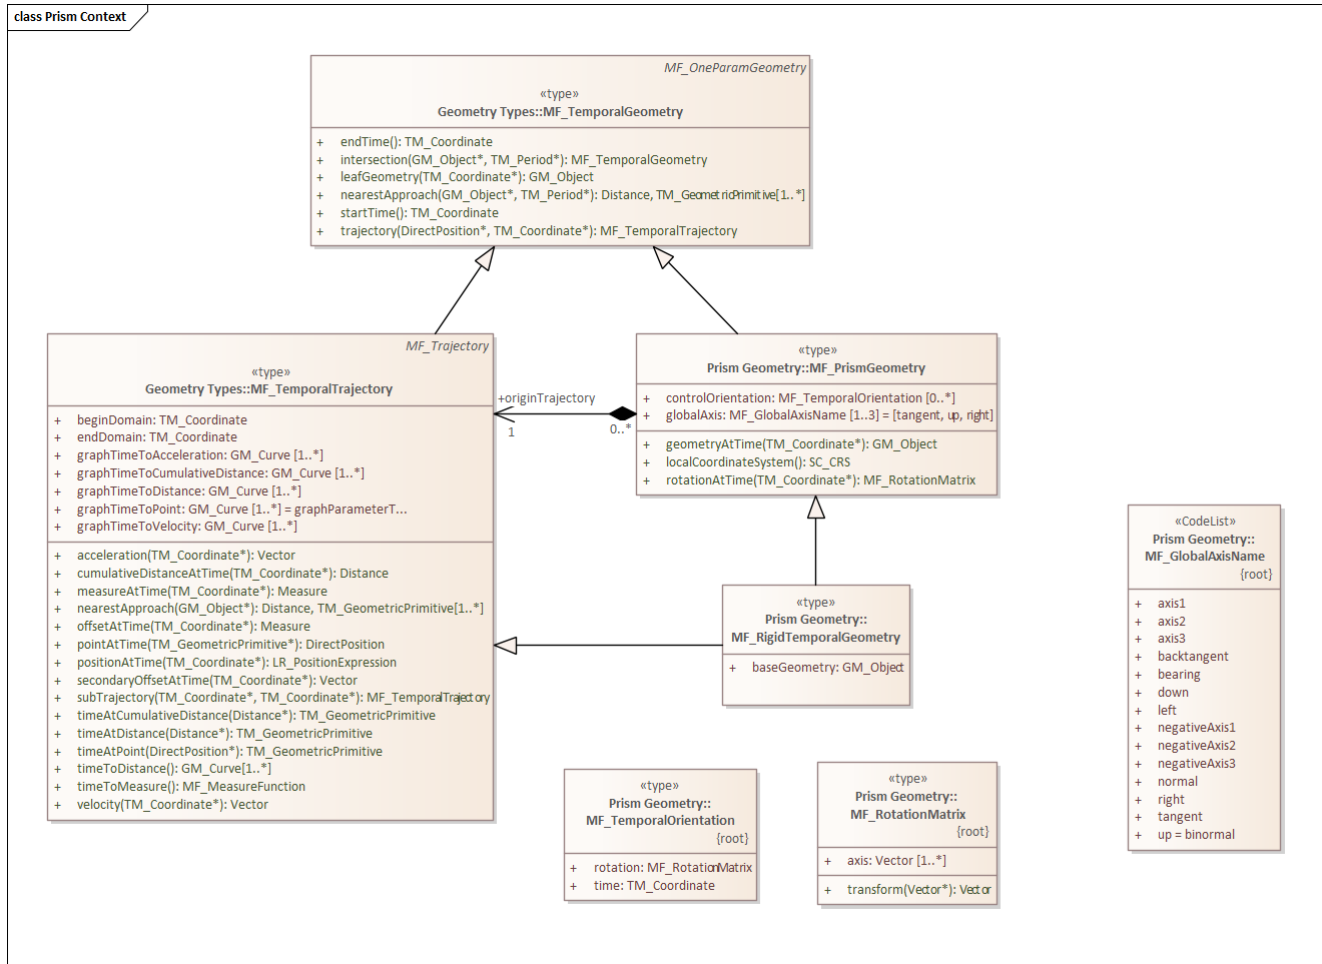 class Prism Context
MF_OneParamGeometry
«type»
Geometry Types::MF_TemporalGeometry
+ endTime(): TM_Coordinate
+ intersection(GM_Object*, TM_Period*): MF_TemporalGeometry
+ leafGeometry(TM_Coordinate*): GM_Object
+ nearestApproach(GM_Object*, TM_Period*): Distance, TM_GeometricPrimitive[1..*]
+ startTime(): TM_Coordinate
+ trajectory(DirectPosition*, TM_Coordinate*): MF_TemporalTrajectory
MF_Trajectory
«type»
Geometry Types::MF_TemporalTrajectory
+ beginDomain: TM_Coordinate
+ endDomain: TM_Coordinate
+ graphTimeToAcceleration: GM_Curve [1..*]
+ graphTimeToCumulativeDistance: GM_Curve [1..*]
+ graphTimeToDistance: GM_Curve [1..*]
+ graphTimeToPoint: GM_Curve [1..*] = graphParameterT...
+ graphTimeToVelocity: GM_Curve [1..*]
+ acceleration(TM_Coordinate*): Vector
+ cumulativeDistanceAtTime(TM_Coordinate*): Distance
+ measureAtTime(TM_Coordinate*): Measure
+ nearestApproach(GM_Object*): Distance, TM_GeometricPrimitive[1..*]
+ offsetAtTime(TM_Coordinate*): Measure
+ pointAtTime(TM_GeometricPrimitive*): DirectPosition
+ positionAtTime(TM_Coordinate*): LR_PositionExpression
+ secondaryOffsetAtTime(TM_Coordinate*): Vector
+ subTrajectory(TM_Coordinate*, TM_Coordinate*): MF_TemporalTrajectory
+ timeAtCumulativeDistance(Distance*): TM_GeometricPrimitive
+ timeAtDistance(Distance*): TM_GeometricPrimitive
+ timeAtPoint(DirectPosition*): TM_GeometricPrimitive
+ timeToDistance(): GM_Curve[1..*]
+ timeToMeasure(): MF_MeasureFunction
+ velocity(TM_Coordinate*): Vector
+originTrajectory
1
0..*
«type»
Prism Geometry::MF_PrismGeometry
+ controlOrientation: MF_TemporalOrientation [0..*]
+ globalAxis: MF_GlobalAxisName [1..3] = [tangent, up, right]
+ geometryAtTime(TM_Coordinate*): GM_Object
+ localCoordinateSystem(): SC_CRS
+ rotationAtTime(TM_Coordinate*): MF_RotationMatrix
«type»
Prism Geometry::
MF_RigidTemporalGeometry
+ baseGeometry: GM_Object
«type»
Prism Geometry::
MF_TemporalOrientation
{root}
+ rotation: MF_RotationMatrix
+ time: TM_Coordinate
«type»
Prism Geometry::
MF_RotationMatrix
{root}
+ axis: Vector [1..*]
+ transform(Vector*): Vector
«CodeList»
Prism Geometry::
MF_GlobalAxisName
{root}
+ axis1
+ axis2
+ axis3
+ backtangent
+ bearing
+ down
+ left
+ negativeAxis1
+ negativeAxis2
+ negativeAxis3
+ normal
+ right
+ tangent
+ up = binormal